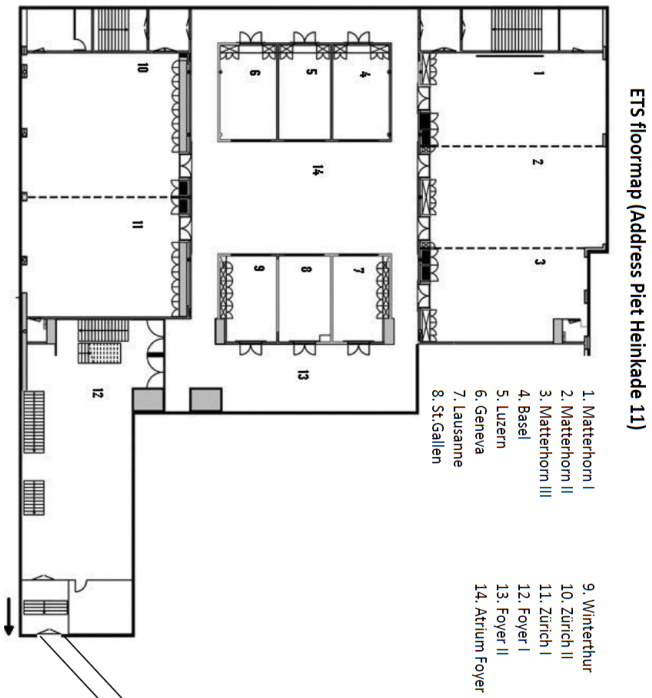 ETS floormap (Address Piet Heinkade 11)
1
2
3
4
5
6
7
8
9
10
11
12
13
14
1. Matterhorn I
2. Matterhorn II
3. Matterhorn III
4. Basel
5. Luzern
6. Geneva
7. Lausanne
8. St.Gallen
9. Winterthur
10. Zürich II
11. Zürich I
12. Foyer I
13. Foyer II
14. Atrium Foyer